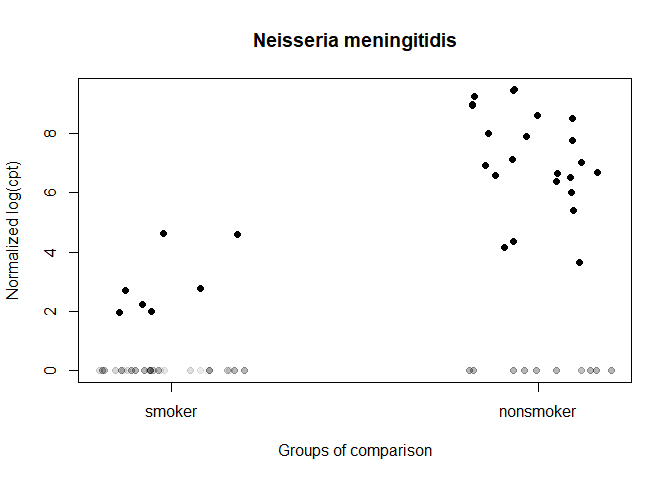 Neisseria meningitidis
Normalized log(cpt)
8
6
4
2
0
smoker nonsmoker
Groups of comparison